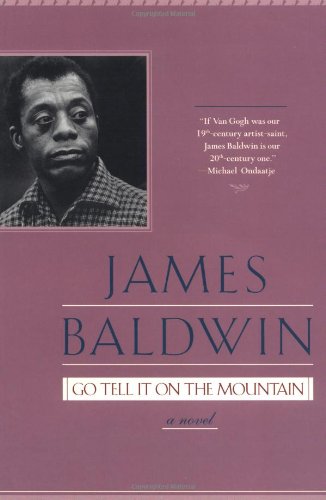 “If Van Gogh was our
19th-century artist-saint,
James Baldwin is our
20th-century one.”
—Michael Ondaatje
JAMES
BALDWIN
GO TELL IT ON THE MOUNTAIN
a novel